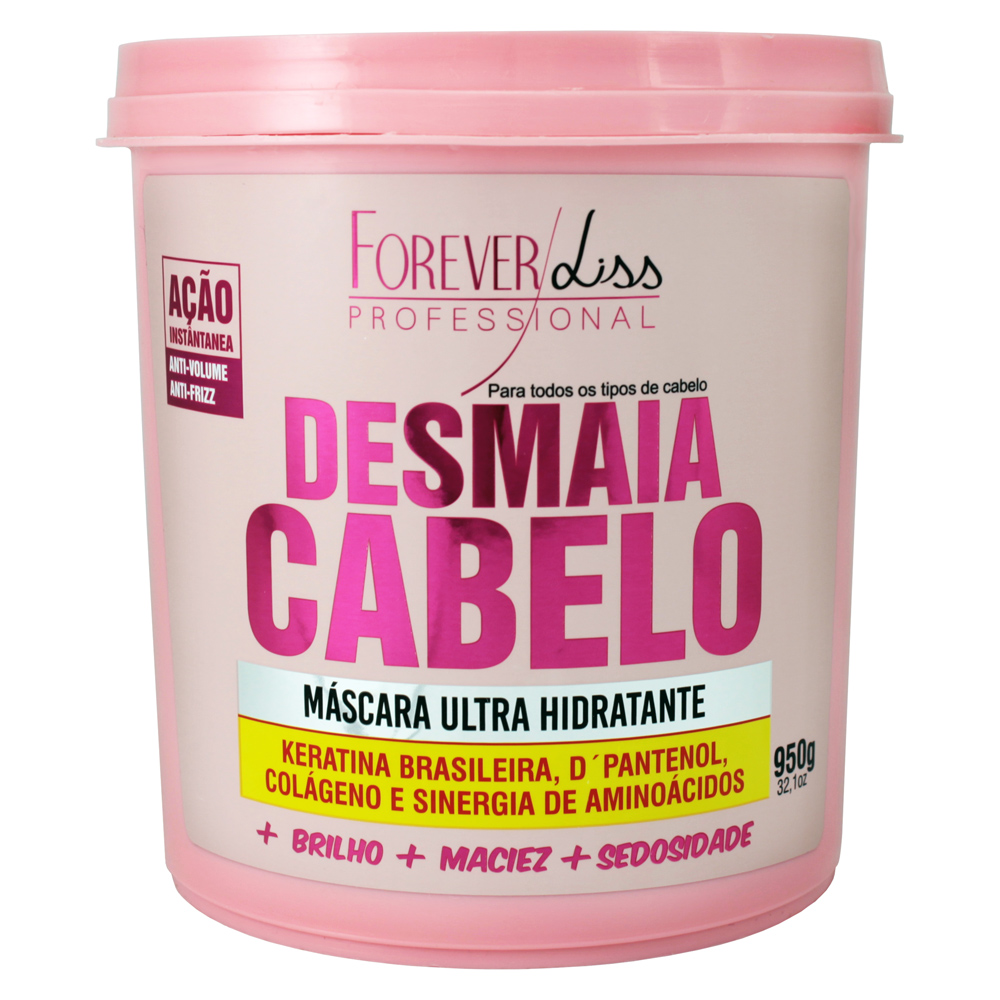 FOREVER Liss
PROFESSIONAL
AÇÃO
INSTÂNTANEA
ANTI-VOLUME
ANTI-FRIZZ
Para todos os tipos de cabelo
DESMAIA
CABELO
MÁSCARA ULTRA HIDRATANTE
KERATINA BRASILEIRA, D´PANTENOL,
COLÁGENO E SINERGIA DE AMINOÁCIDOS
950g
32,1oz
+ BRILHO + MACIEZ + SEDOSIDADE